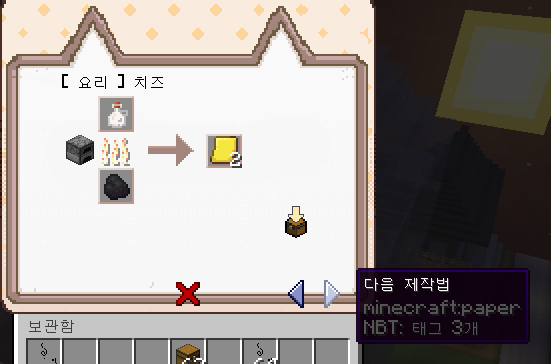 [ 요리 ] 치즈
2
다음 제작법
minecraft:paper
NBT: 태그 3개
보관함